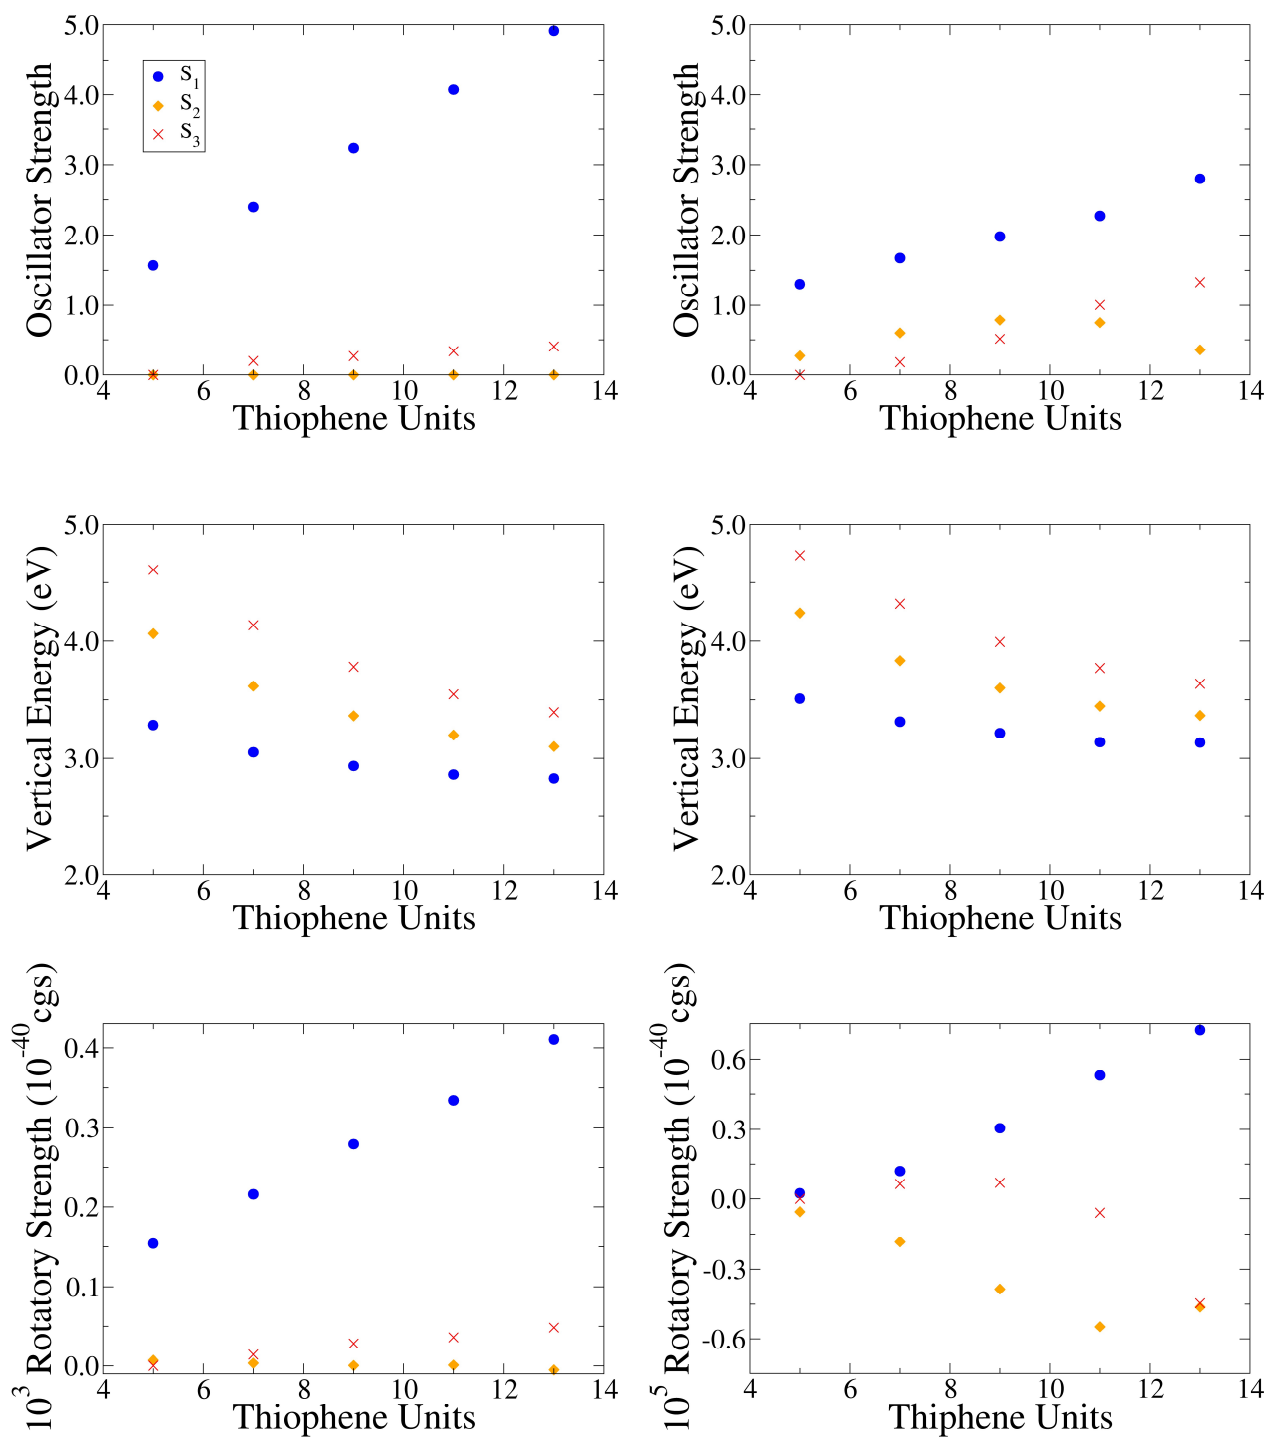 5.0
4.0
3.0
2.0
1.0
0.0
Oscillator Strength
S1
S2
S3
4 6 8 10 12 14
Thiophene Units
5.0
4.0
3.0
2.0
1.0
0.0
Oscillator Strength
4 6 8 10 12 14
Thiophene Units
5.0
4.0
3.0
2.0
Vertical Energy (eV)
4 6 8 10 12 14
Thiophene Units
5.0
4.0
3.0
2.0
Vertical Energy (eV)
4 6 8 10 12 14
Thiophene Units
0.4
0.3
0.2
0.1
0.0
10^3 Rotatory Strength (10^-40 cgs)
4 6 8 10 12 14
Thiophene Units
0.6
0.3
0.0
-0.3
-0.6
10^5 Rotatory Strength (10^-40 cgs)
4 6 8 10 12 14
Thiphene Units